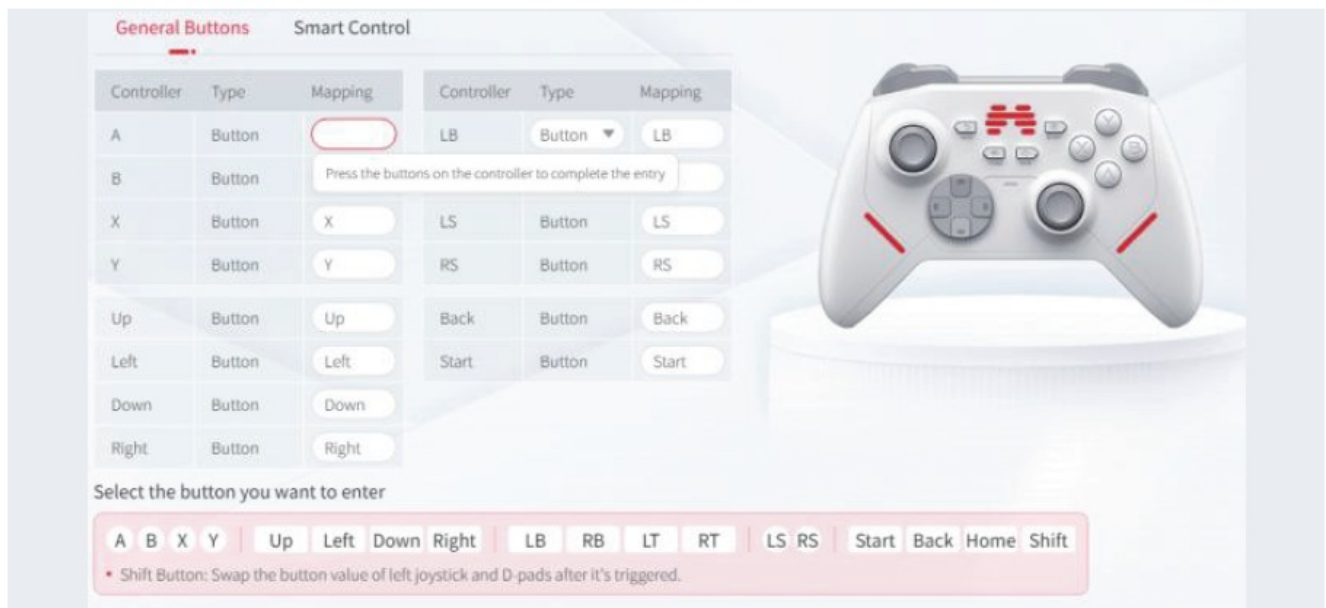 General Buttons Smart Control
Controller Type Mapping Controller Type Mapping
A Button LB Button LB
B Button
Press the buttons on the controller to complete the entry
X Button X LS Button LS
Y Button Y RS Button RS
Up Button Up Back Button Back
Left Button Left Start Button Start
Down Button Down
Right Button Right
Y
X B
A
Select the button you want to enter
A B X Y Up Left Down Right LB RB LT RT LS RS Start Back Home Shift
• Shift Button: Swap the button value of left joystick and D-pads after it's triggered.